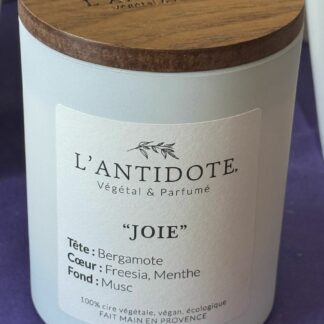 L'ANTIDOTE
Végétal & Parfumé
"JOIE"
Tête : Bergamote
Cœur : Freesia, Menthe
Fond : Musc
100% cire végétale, végan, écologique
FAIT MAIN EN PROVENCE